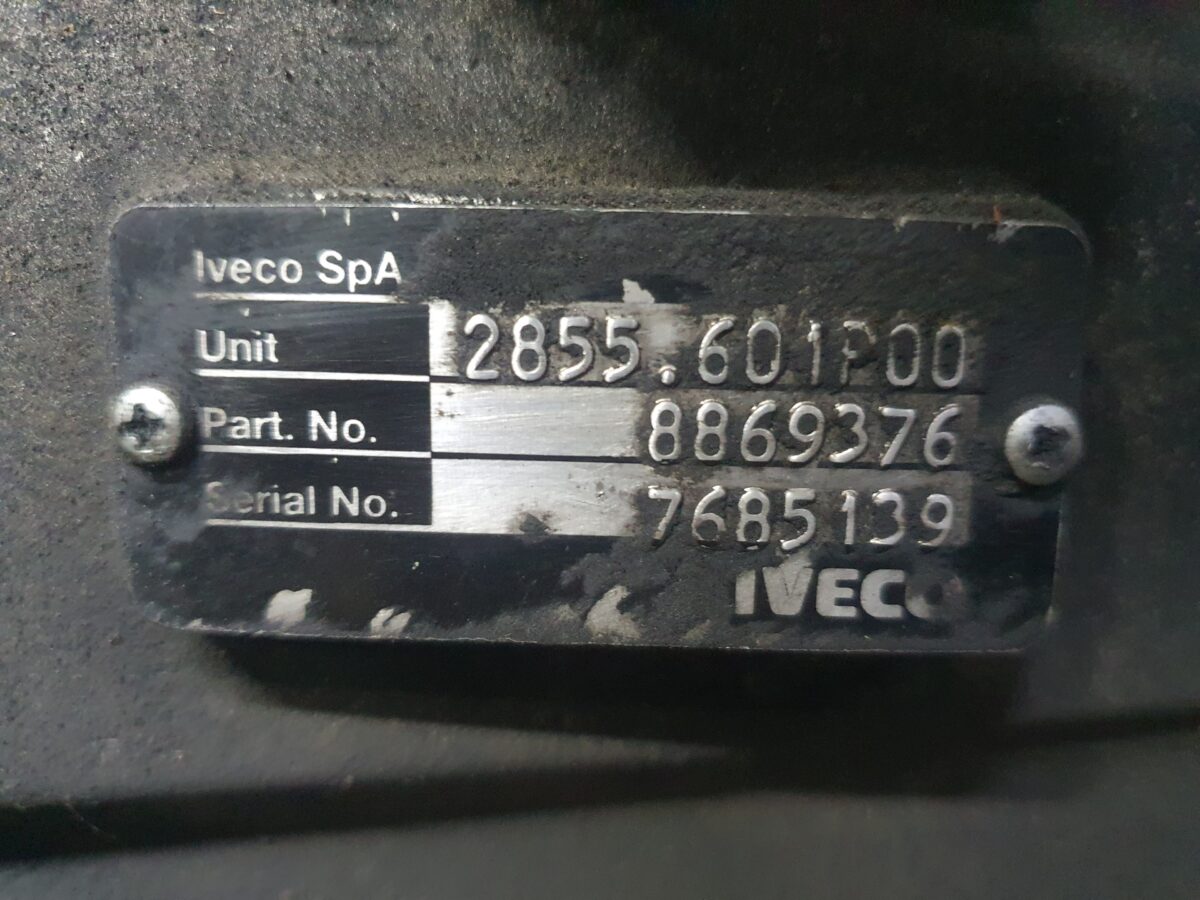 Iveco SpA
Unit 2855.601P00
Part. No. 8869376
Serial No. 7685139
IVECO